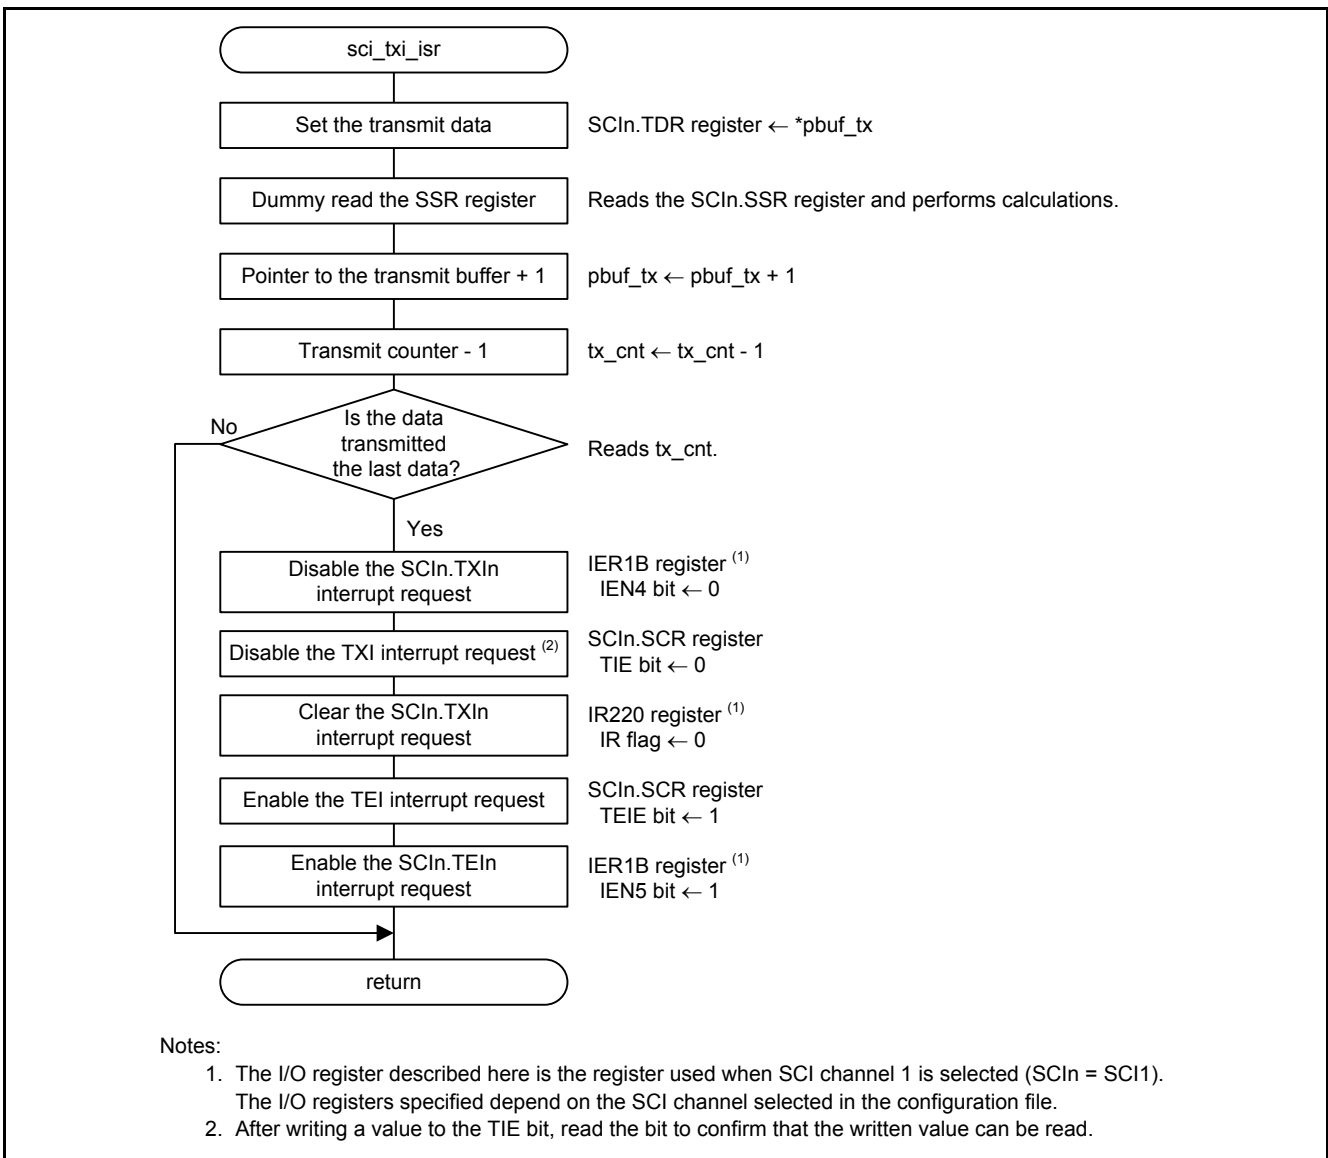 sci_txi_isr
Set the transmit data
SCIn.TDR register ← *pbuf_tx
Dummy read the SSR register
Reads the SCIn.SSR register and performs calculations.
Pointer to the transmit buffer + 1
pbuf_tx ← pbuf_tx + 1
Transmit counter - 1
tx_cnt ← tx_cnt - 1
Is the data
transmitted
the last data?
No
Reads tx_cnt.
Yes
Disable the SCIn.TXIn
interrupt request
IER1B register (1)
IEN4 bit ← 0
Disable the TXI interrupt request (2)
SCIn.SCR register
TIE bit ← 0
Clear the SCIn.TXIn
interrupt request
IR220 register (1)
IR flag ← 0
Enable the TEI interrupt request
SCIn.SCR register
TEIE bit ← 1
Enable the SCIn.TEIn
interrupt request
IER1B register (1)
IEN5 bit ← 1
return
Notes:
1. The I/O register described here is the register used when SCI channel 1 is selected (SCIn = SCI1).
The I/O registers specified depend on the SCI channel selected in the configuration file.
2. After writing a value to the TIE bit, read the bit to confirm that the written value can be read.